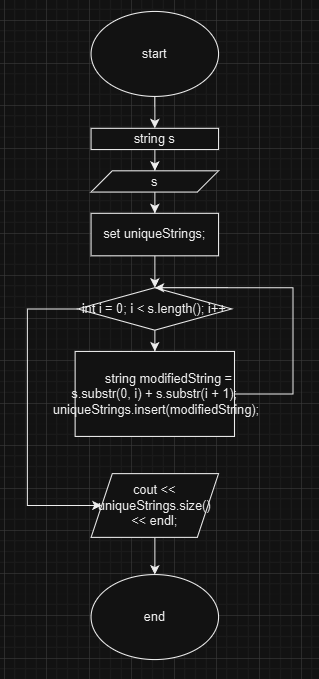 start
string s
s
set uniqueStrings;
int i = 0; i < s.length(); i++
string modifiedString =
s.substr(0, i) + s.substr(i + 1);
uniqueStrings.insert(modifiedString);
cout <<
uniqueStrings.size()
<< endl;
end